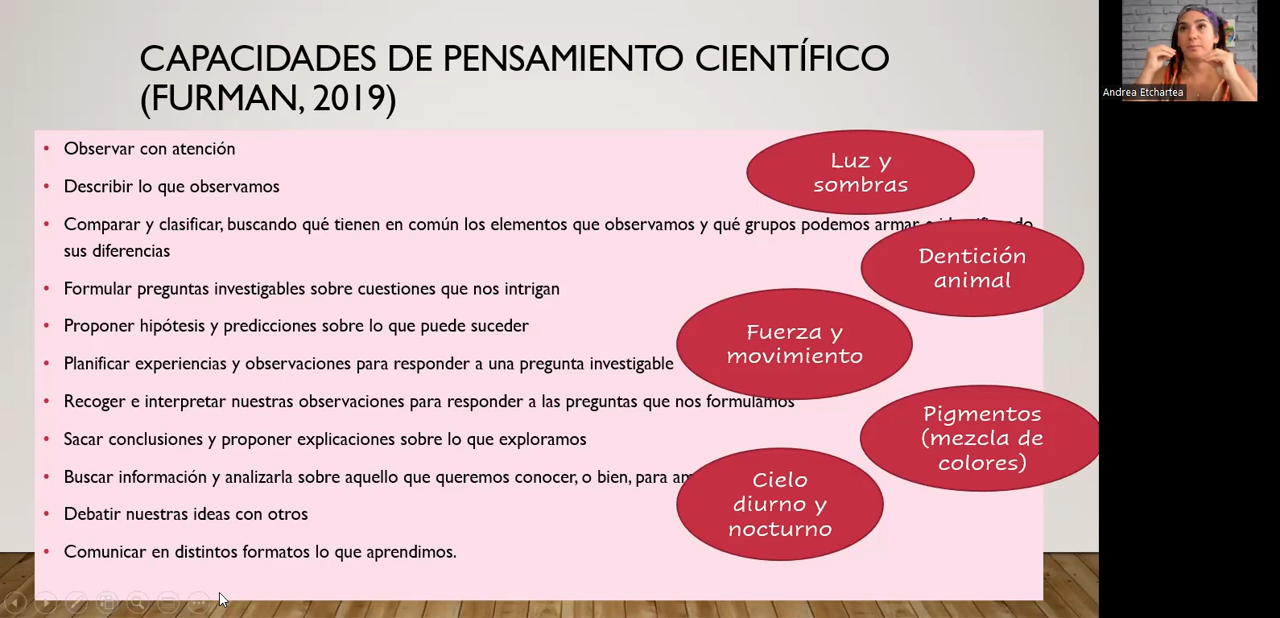 CAPACIDADES DE PENSAMIENTO CIENTÍFICO
(FURMAN, 2019)
Andrea Etchartea
• Observar con atención
• Describir lo que observamos
• Comparar y clasificar, buscando qué tienen en común los elementos que observamos y qué grupos podemos armar
sus diferencias
• Formular preguntas investigables sobre cuestiones que nos intrigan
• Proponer hipótesis y predicciones sobre lo que puede suceder
• Planificar experiencias y observaciones para responder a una pregunta investigable
• Recoger e interpretar nuestras observaciones para responder a las preguntas que nos formulamos
• Sacar conclusiones y proponer explicaciones sobre lo que exploramos
• Buscar información y analizarla sobre aquello que queremos conocer, o bien, para
• Debatir nuestras ideas con otros
• Comunicar en distintos formatos lo que aprendimos.
Luz y
sombras
Dentición
animal
Fuerza y
movimiento
Pigmentos
(mezcla de
colores)
Cielo
diurno y
nocturno